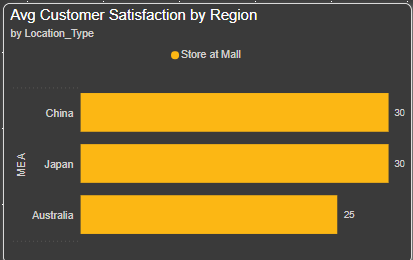 Avg Customer Satisfaction by Region
by Location_Type
Store at Mall
MEA
China 30
Japan 30
Australia 25